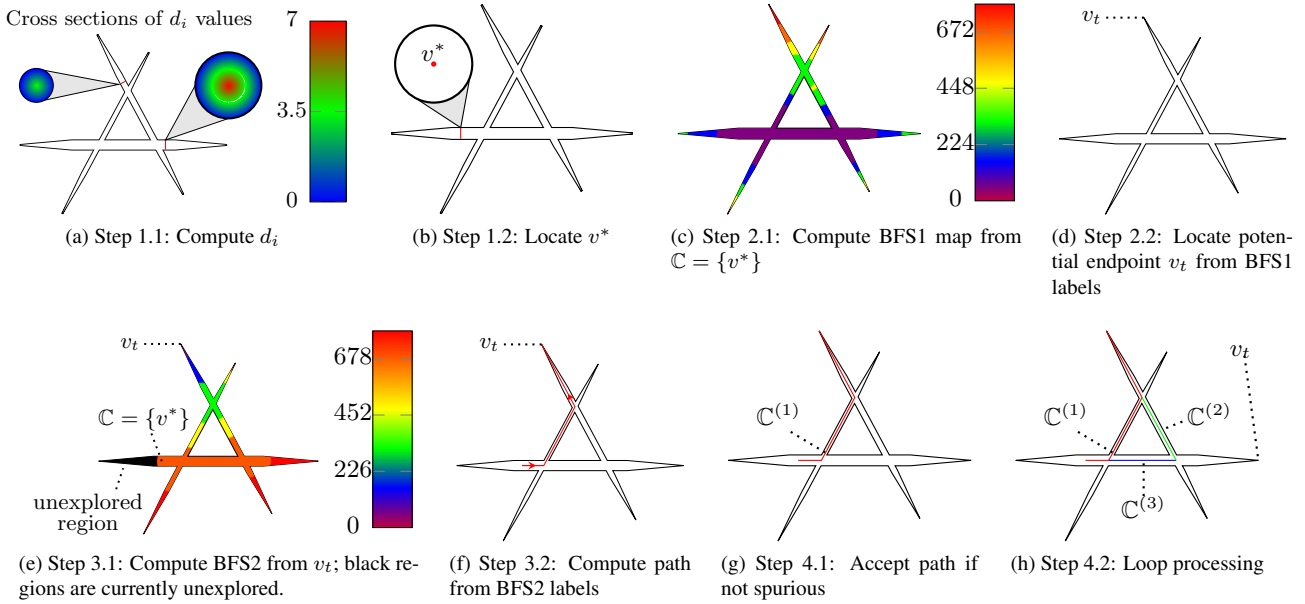 Cross sections of $d_i$ values
7
3.5
0
(a) Step 1.1: Compute $d_i$
$v^*$
(b) Step 1.2: Locate $v^*$
672
448
224
0
(c) Step 2.1: Compute BFS1 map from
$\mathbb{C} = \{v^*\}$
$v_t$
(d) Step 2.2: Locate poten-
tial endpoint $v_t$ from BFS1
labels
$v_t$
$\mathbb{C} = \{v^*\}$
unexplored
region
678
452
226
0
(e) Step 3.1: Compute BFS2 from $v_t$; black re-
gions are currently unexplored.
$v_t$
(f) Step 3.2: Compute path
from BFS2 labels
$\mathbb{C}^{(1)}$
(g) Step 4.1: Accept path if
not spurious
$v_t$
$\mathbb{C}^{(1)}$
$\mathbb{C}^{(2)}$
$\mathbb{C}^{(3)}$
(h) Step 4.2: Loop processing